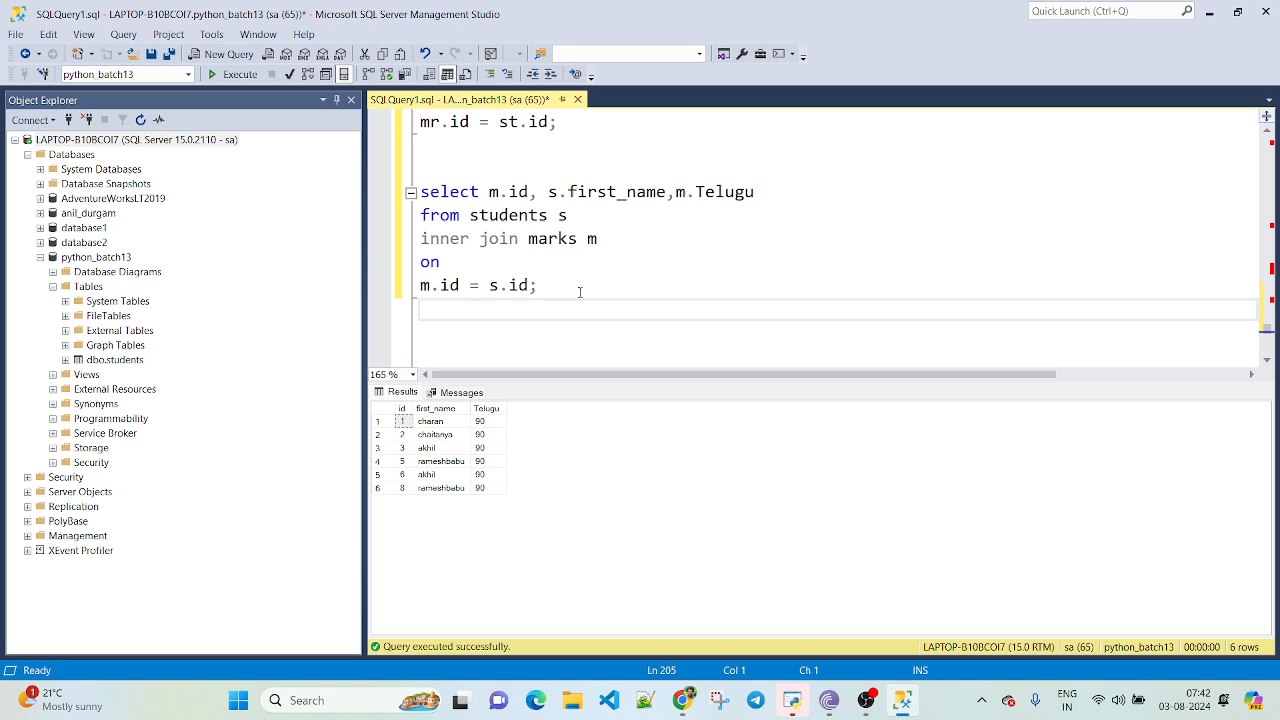 SQLQuery1.sql - LAPTOP-B10BCOI7.python_batch13 (sa (65))* - Microsoft SQL Server Management Studio
Quick Launch (Ctrl+Q)
File Edit View Query Project Tools Window Help
New Query
python_batch13 Execute
Object Explorer
SQLQuery1.sql - LA...n_batch13 (sa (65))*
Connect
LAPTOP-B10BCOI7 (SQL Server 15.0.2110 - sa)
Databases
System Databases
Database Snapshots
AdventureWorksLT2019
anil_durgam
database1
database2
python_batch13
Database Diagrams
Tables
System Tables
FileTables
External Tables
Graph Tables
dbo.students
Views
External Resources
Synonyms
Programmability
Service Broker
Storage
Security
Security
Server Objects
Replication
PolyBase
Management
XEvent Profiler
mr.id = st.id;
select m.id, s.first_name,m.Telugu
from students s
inner join marks m
on
m.id = s.id;
165 %
Results Messages
id first_name Telugu
1 1 charan 90
2 2 chaitanya 90
3 3 akhil 90
4 5 rameshbabu 90
5 6 akhil 90
6 8 rameshbabu 90
Query executed successfully.
LAPTOP-B10BCOI7 (15.0 RTM) sa (65) python_batch13 00:00:00 6 rows
Ready Ln 205 Col 1 Ch 1 INS
1
21°C
Mostly sunny
Search
ENG
IN
07:42
03-08-2024
PRE